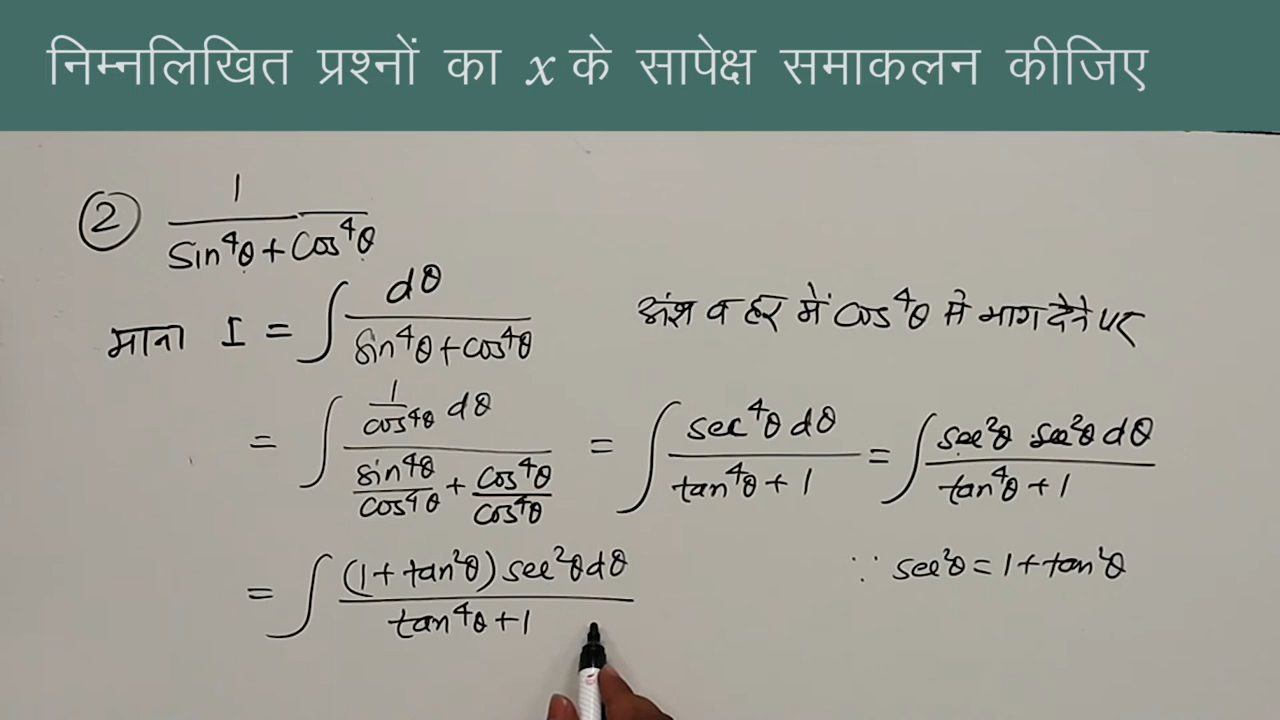 निम्नलिखित प्रश्नों का x के सापेक्ष समाकलन कीजिए
② 1/(Sin⁴θ + Cos⁴θ)
माना I = ∫ dθ/(Sin⁴θ + cos⁴θ) अंश व हर में cos⁴θ से भाग देने पर
= ∫ (1/cos⁴θ dθ)/(sin⁴θ/cos⁴θ + cos⁴θ/cos⁴θ) = ∫ sec⁴θ dθ/(tan⁴θ + 1) = ∫ sec²θ sec²θ dθ/(tan⁴θ + 1)
= ∫ (1 + tan²θ) sec²θ dθ/(tan⁴θ + 1) ∵ sec²θ = 1 + tan²θ